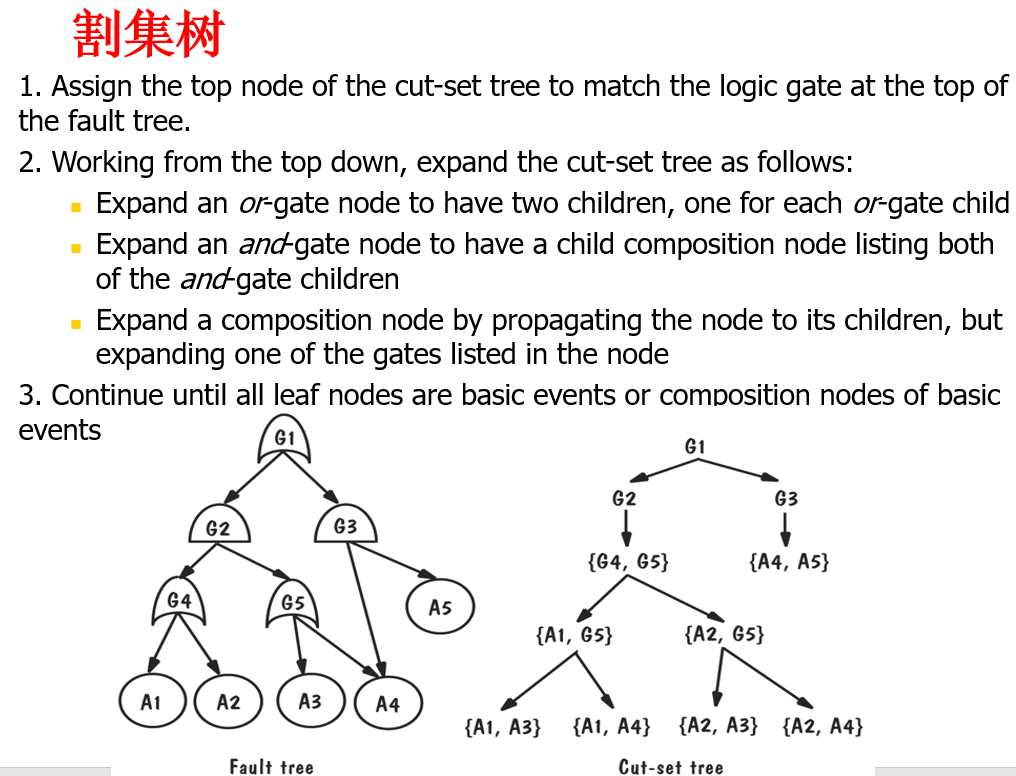 割集树
1. Assign the top node of the cut-set tree to match the logic gate at the top of
the fault tree.
2. Working from the top down, expand the cut-set tree as follows:
Expand an or-gate node to have two children, one for each or-gate child
Expand an and-gate node to have a child composition node listing both
of the and-gate children
Expand a composition node by propagating the node to its children, but
expanding one of the gates listed in the node
3. Continue until all leaf nodes are basic events or composition nodes of basic
events
G1
G2
G3
G4
G5
A5
A1
A2
A3
A4
Fault tree
G1
G2
G3
{G4, G5}
{A4, A5}
{A1, G5}
{A2, G5}
{A1, A3}
{A1, A4}
{A2, A3}
{A2, A4}
Cut-set tree